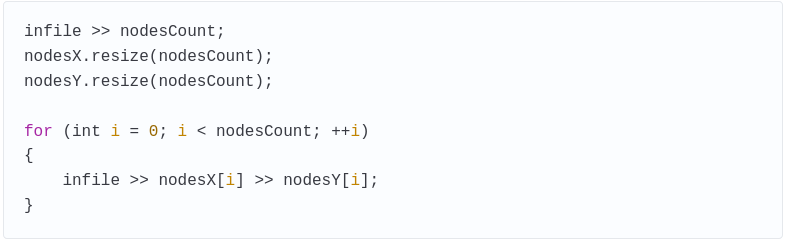 infile >> nodesCount;
nodesX.resize(nodesCount);
nodesY.resize(nodesCount);

for (int i = 0; i < nodesCount; ++i)
{
    infile >> nodesX[i] >> nodesY[i];
}